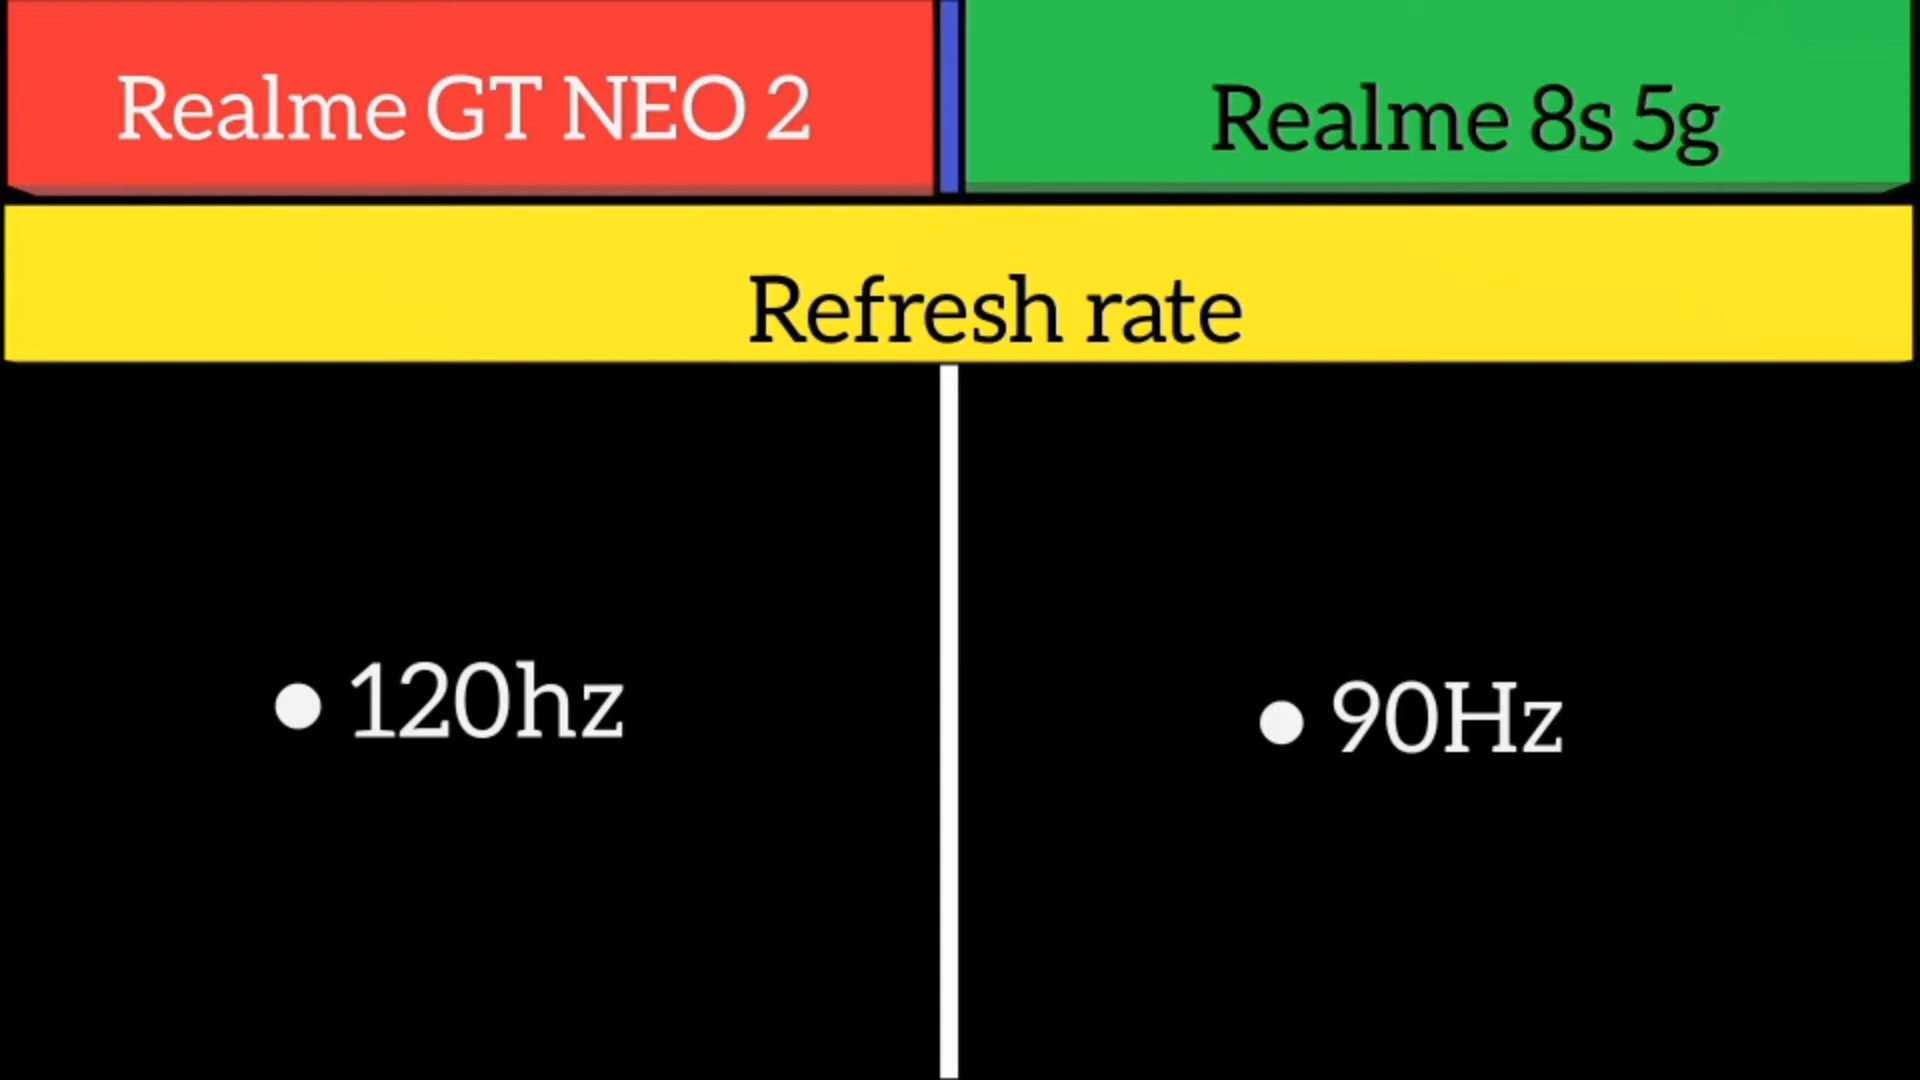 Realme GT NEO 2
Realme 8s 5g
Refresh rate
● 120hz
● 90Hz